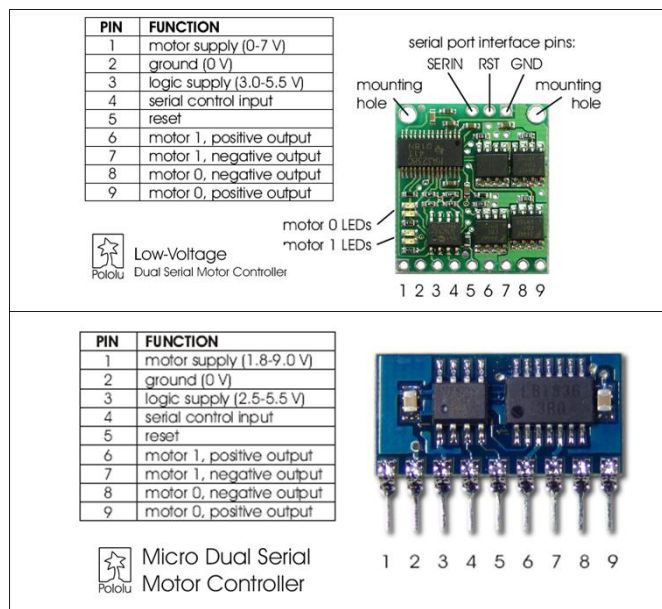 PIN FUNCTION
1 motor supply (0-7 V)
2 ground (0 V)
3 logic supply (3.0-5.5 V)
4 serial control input
5 reset
6 motor 1, positive output
7 motor 1, negative output
8 motor 0, negative output
9 motor 0, positive output
Pololu
Low-Voltage
Dual Serial Motor Controller
serial port interface pins:
SERIN RST GND
mounting hole
mounting hole
motor 0 LEDs
motor 1 LEDs
1 2 3 4 5 6 7 8 9
PIN FUNCTION
1 motor supply (1.8-9.0 V)
2 ground (0 V)
3 logic supply (2.5-5.5 V)
4 serial control input
5 reset
6 motor 1, positive output
7 motor 1, negative output
8 motor 0, negative output
9 motor 0, positive output
Pololu
Micro Dual Serial
Motor Controller
LB1836
1 2 3 4 5 6 7 8 9